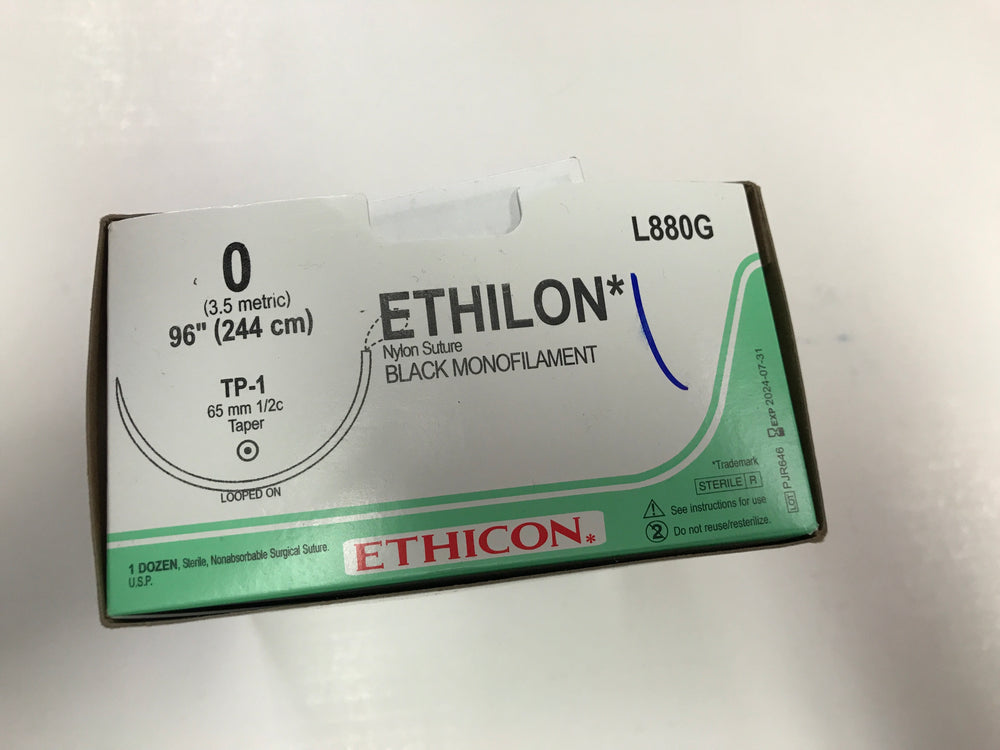 L880G
0
(3.5 metric)
96" (244 cm)
ETHILON*
Nylon Suture
BLACK MONOFILAMENT
TP-1
65 mm 1/2c
Taper
LOOPED ON
EXP 2024-07-31
LOT PJR646
*Trademark
STERILE R
See instructions for use
2 Do not reuse/resterilize.
ETHICON*
1 DOZEN, Sterile, Nonabsorbable Surgical Suture.
U.S.P.